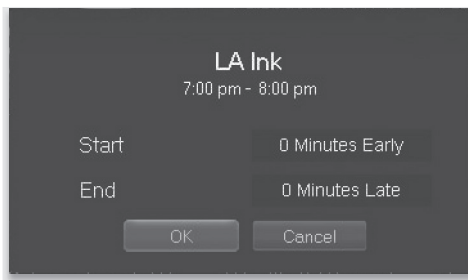 LA Ink
7:00 pm - 8:00 pm
Start 0 Minutes Early
End 0 Minutes Late
OK Cancel